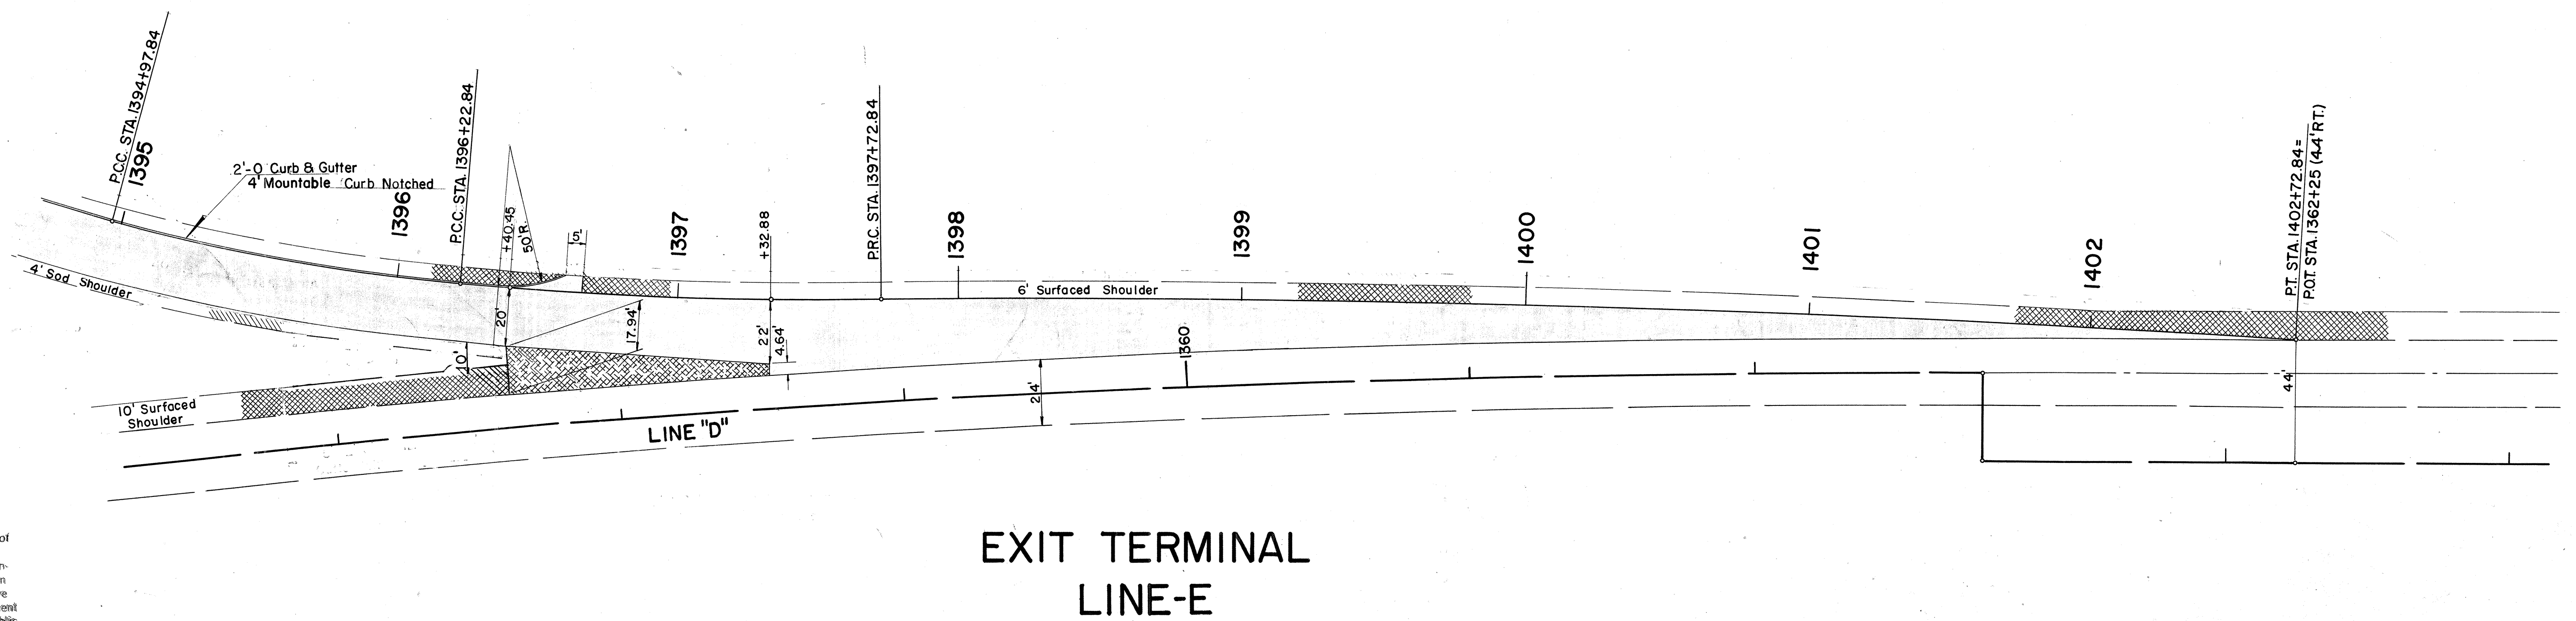 P.C.C. STA. 1394+97.84
1395
2'-0 Curb & Gutter
4' Mountable Curb Notched
1396
P.C.C. STA. 1396+22.84
+40.45
50'R.
5'
1397
+32.88
P.R.C. STA. 1397+72.84
1398
1399
1400
1401
1402
P.T. STA. 1402+72.84=
P.O.T. STA. 1362+25 (44' RT.)
4' Sod Shoulder
6' Surfaced Shoulder
20'
17.94'
22'
4.64'
10'
1360
24'
44'
10' Surfaced
Shoulder
LINE "D"
EXIT TERMINAL
LINE-E
of